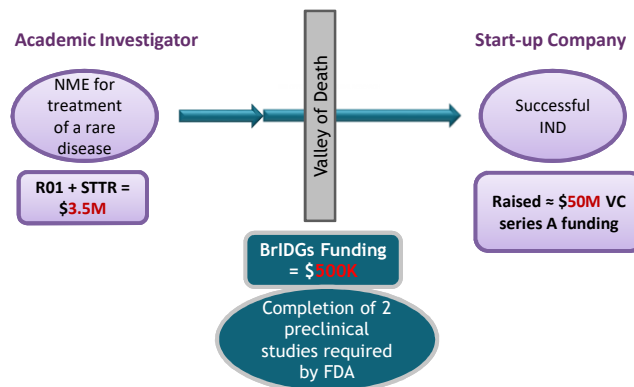 Academic Investigator
NME for
treatment
of a rare
disease
R01 + STTR =
$3.5M
Valley of Death
BrIDGs Funding
= $500K
Completion of 2
preclinical
studies required
by FDA
Start-up Company
Successful
IND
Raised ≈ $50M VC
series A funding